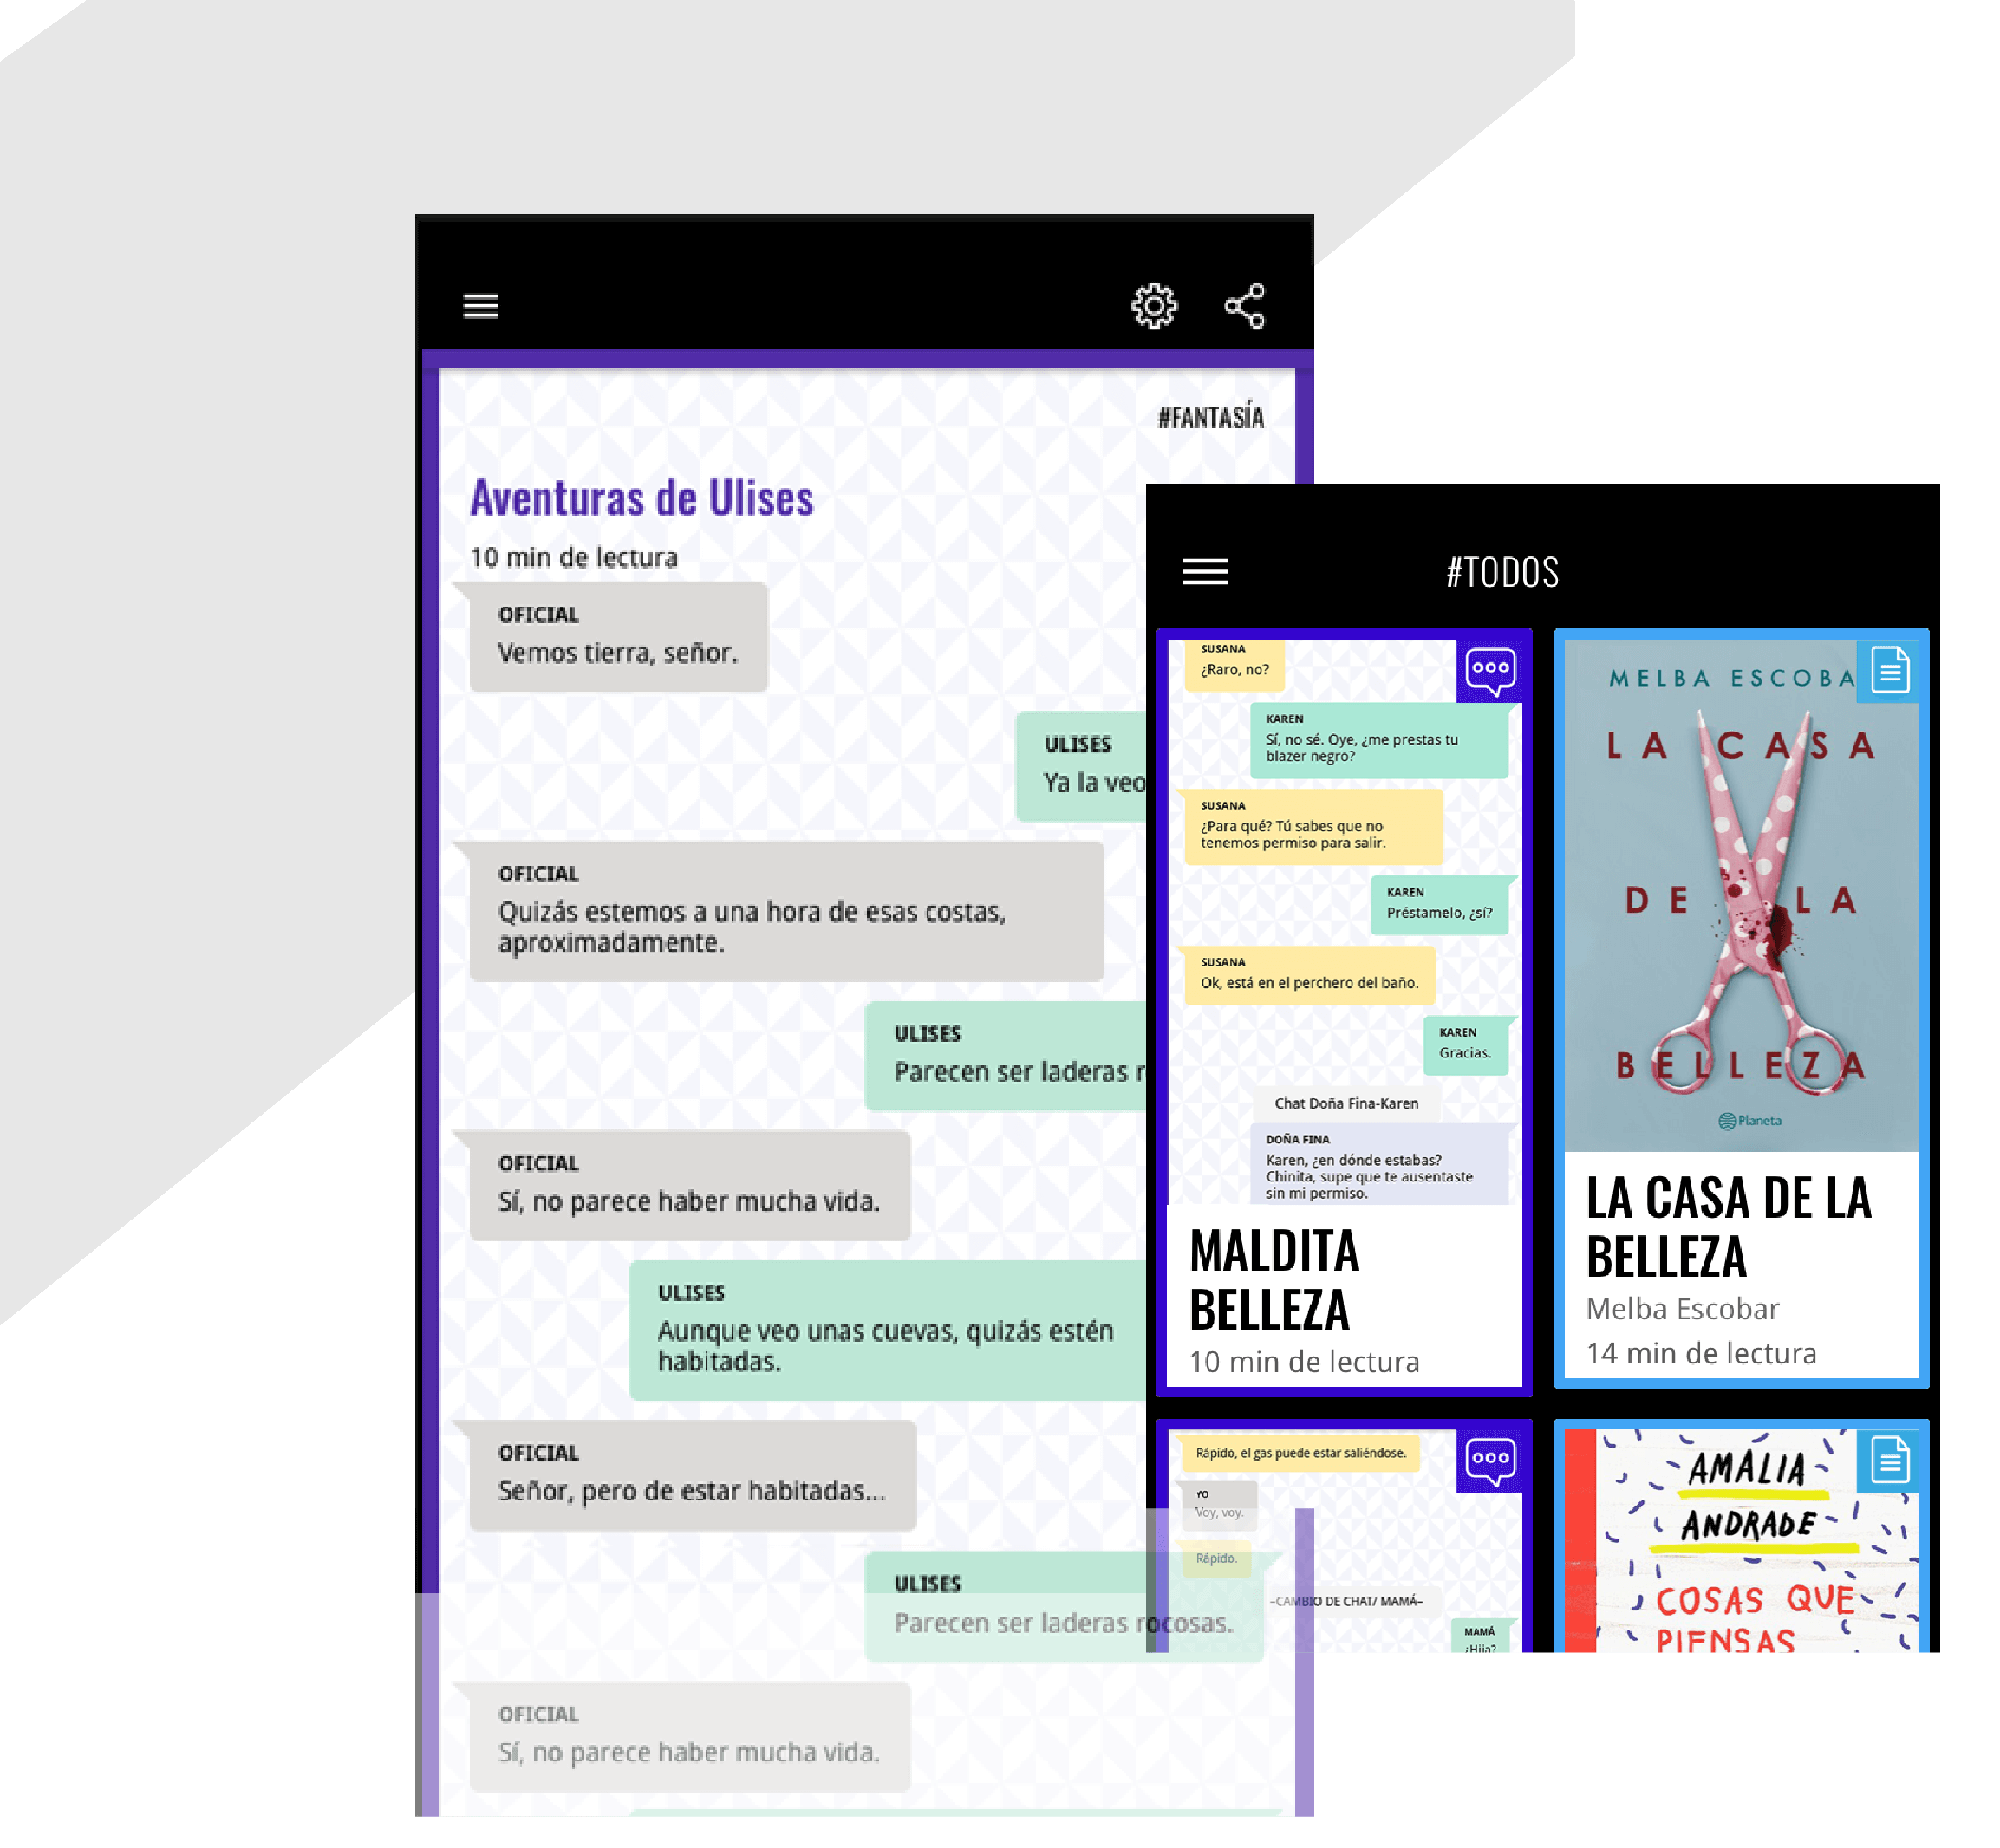 #FANTASÍA
Aventuras de Ulises
10 min de lectura
OFICIAL
Vemos tierra, señor.
ULISES
Ya la veo
OFICIAL
Quizás estemos a una hora de esas costas,
aproximadamente.
ULISES
Parecen ser laderas r
OFICIAL
Sí, no parece haber mucha vida.
ULISES
Aunque veo unas cuevas, quizás estén
habitadas.
OFICIAL
Señor, pero de estar habitadas...
ULISES
Parecen ser laderas rocosas.
OFICIAL
Sí, no parece haber mucha vida.
#TODOS
SUSANA
¿Raro, no?
KAREN
Sí, no sé. Oye, ¿me prestas tu
blazer negro?
SUSANA
¿Para qué? Tú sabes que no
tenemos permiso para salir.
KAREN
Préstamelo, ¿sí?
SUSANA
Ok, está en el perchero del baño.
KAREN
Gracias.
Chat Doña Fina-Karen
DOÑA FINA
Karen, ¿en dónde estabas?
Chinita, supe que te ausentaste
sin mi permiso.
MALDITA
BELLEZA
10 min de lectura
MELBA ESCOBA
LA CASA
DE LA
BELLEZA
Planeta
LA CASA DE LA
BELLEZA
Melba Escobar
14 min de lectura
Rápido, el gas puede estar saliéndose.
YO
Voy, voy.
Rápido.
–CAMBIO DE CHAT/ MAMÁ–
MAMÁ
¿Hija?
AMALIA
ANDRADE
COSAS QUE
PIENSAS